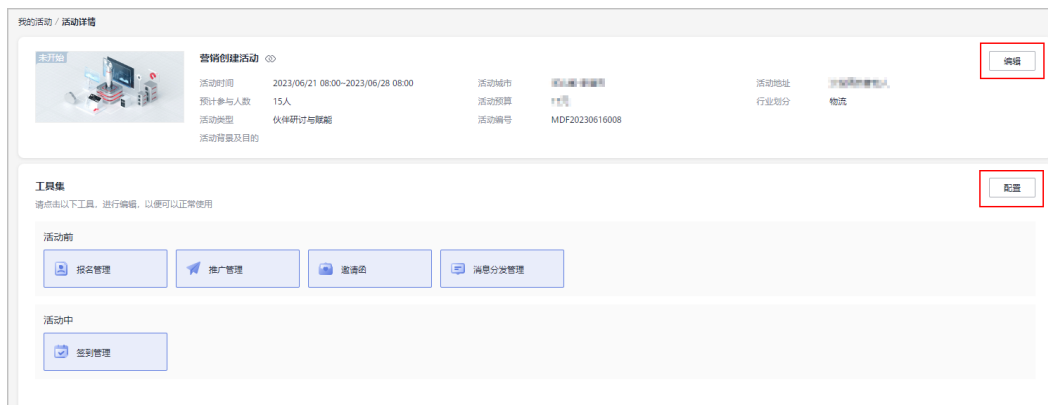 我的活动 / 活动详情
未开始
营销创建活动
编辑
活动时间 2023/06/21 08:00~2023/06/28 08:00 活动城市 活动地址
预计参与人数 15人 活动预算 行业划分 物流
活动类型 伙伴研讨与赋能 活动编号 MDF20230616008
活动背景及目的
工具集
配置
请点击以下工具，进行编辑，以便可以正常使用
活动前
报名管理 推广管理 邀请函 消息分发管理
活动中
签到管理